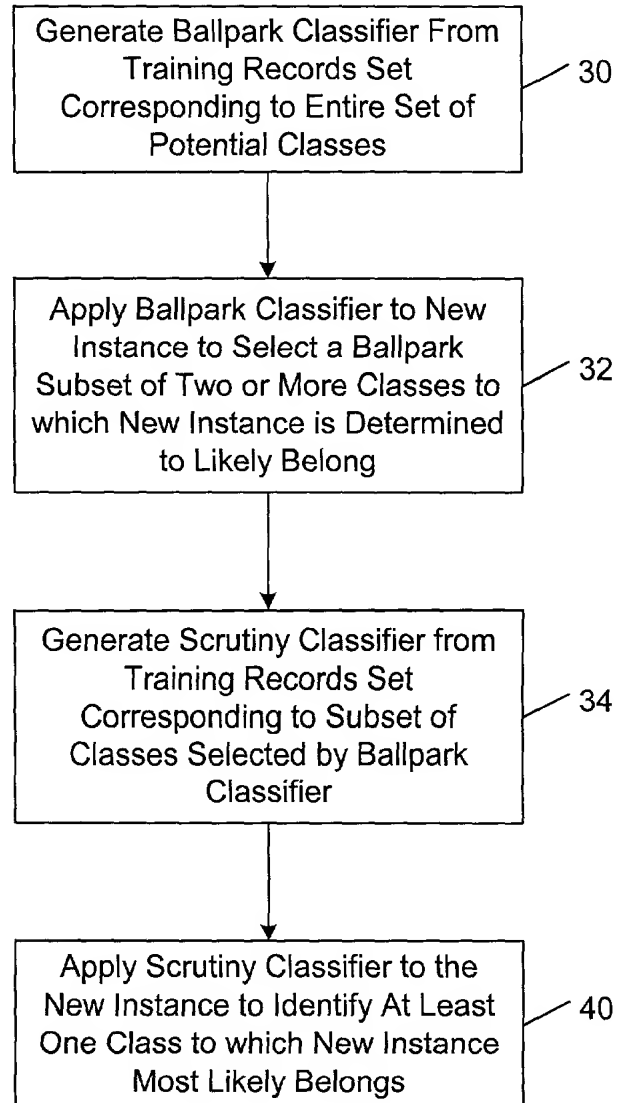 Generate Ballpark Classifier From
Training Records Set
Corresponding to Entire Set of
Potential Classes
30
Apply Ballpark Classifier to New
Instance to Select a Ballpark
Subset of Two or More Classes to
which New Instance is Determined
to Likely Belong
32
Generate Scrutiny Classifier from
Training Records Set
Corresponding to Subset of
Classes Selected by Ballpark
Classifier
34
Apply Scrutiny Classifier to the
New Instance to Identify At Least
One Class to which New Instance
Most Likely Belongs
40